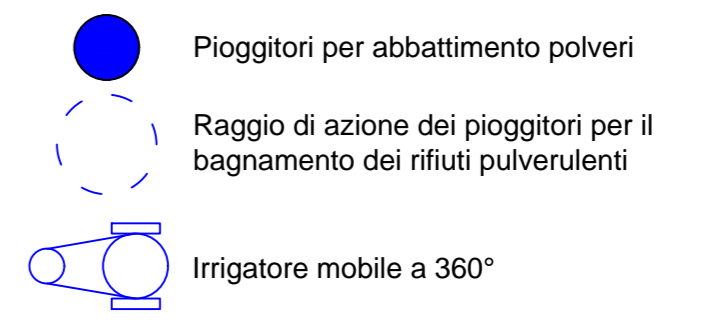 Pioggitori per abbattimento polveri
Raggio di azione dei pioggitori per il
bagnamento dei rifiuti pulverulenti
Irrigatore mobile a 360°